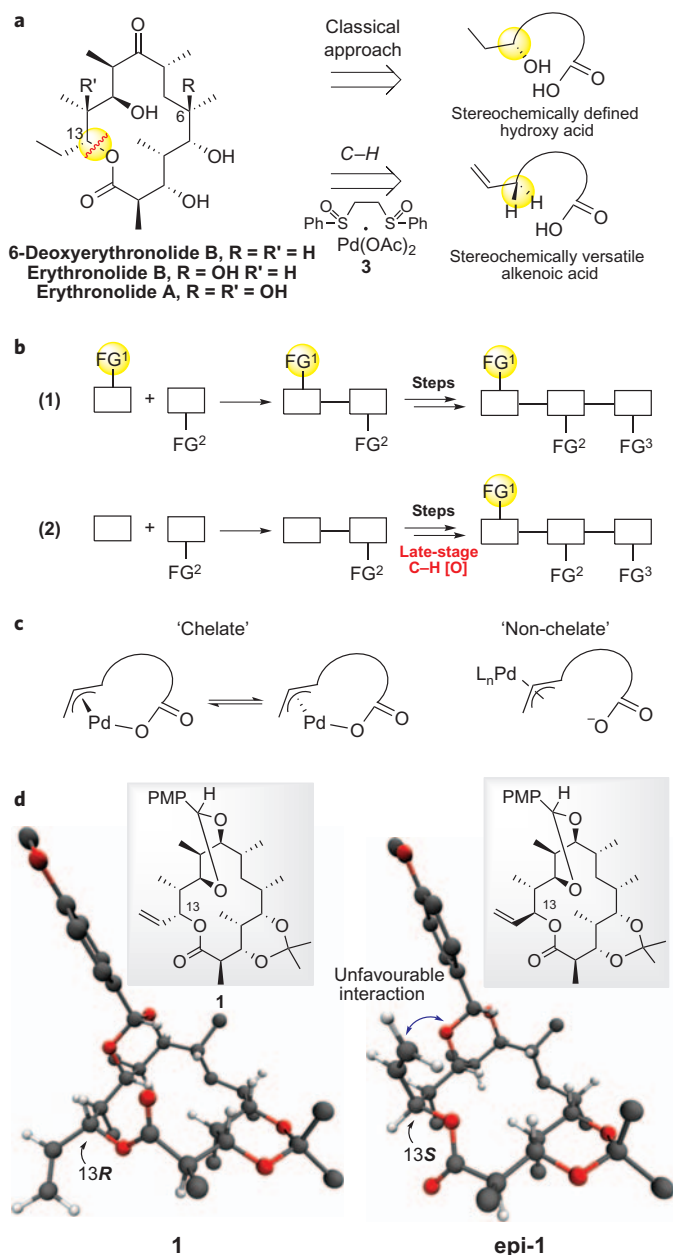 a
Classical
approach
O
R' R
OH
6
13
O
O
OH
OH
OH
HO O
Stereochemically defined
hydroxy acid
C–H
O O
Ph S S Ph
•
Pd(OAc)2
3
H H
HO O
Stereochemically versatile
alkenoic acid
6-Deoxyerythronolide B, R = R' = H
Erythronolide B, R = OH R' = H
Erythronolide A, R = R' = OH
b
(1)
FG¹ + FG² FG¹ FG² Steps FG¹ FG² FG³
(2)
+ FG² FG² Steps FG¹ FG² FG³
Late-stage
C–H [O]
c
'Chelate' 'Non-chelate'
Pd O O
Pd O O
LnPd
−O O
d
PMP H
O
O
13
O
O O
O
1
PMP H
O
O
13
O
O O
O
Unfavourable
interaction
13R
13S
1 epi-1